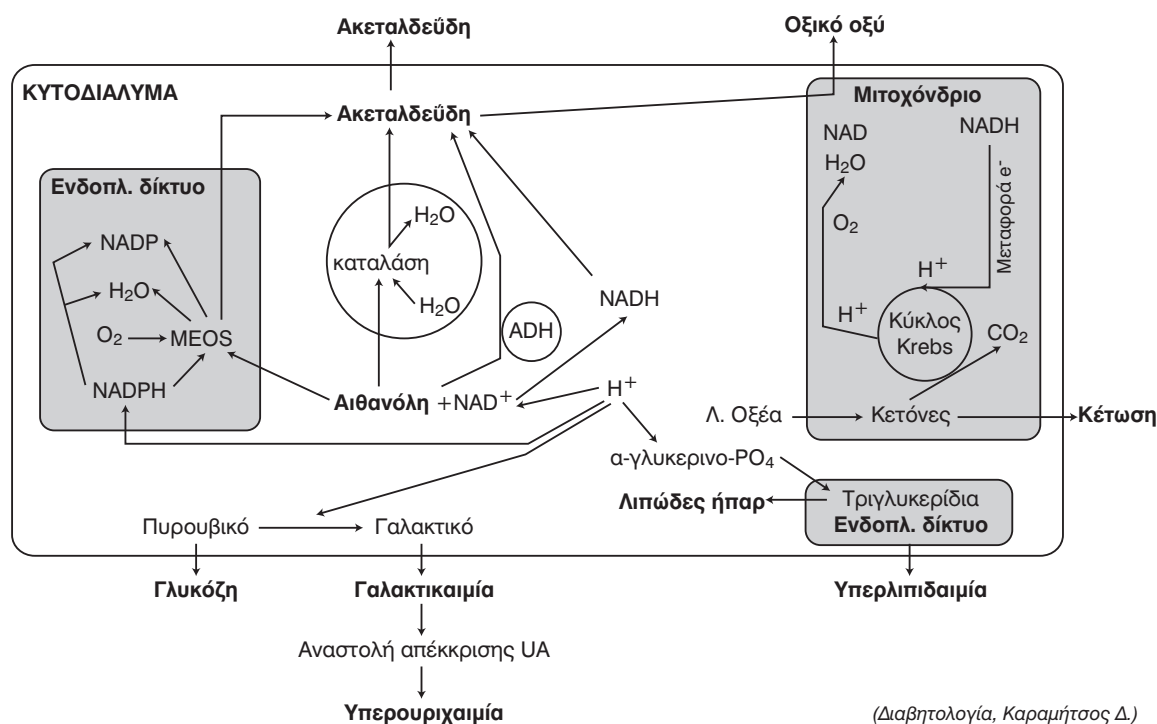 Ακεταλδεΰδη
Οξικό οξύ
ΚΥΤΟΔΙΑΛΥΜΑ
Ακεταλδεΰδη
Μιτοχόνδριο
NAD
NADH
H2O
Μεταφορά e-
O2
H+
H+
Κύκλος
Krebs
CO2
Ενδοπλ. δίκτυο
NADP
H2O
O2
MEOS
NADPH
H2O
καταλάση
H2O
ADH
NADH
Αιθανόλη +NAD+
H+
Λ. Οξέα
Κετόνες
Κέτωση
α-γλυκερινο-PO4
Λιπώδες ήπαρ
Τριγλυκερίδια
Ενδοπλ. δίκτυο
Πυρουβικό
Γαλακτικό
Γλυκόζη
Γαλακτικαιμία
Υπερλιπιδαιμία
Αναστολή απέκκρισης UA
Υπερουριχαιμία
(Διαβητολογία, Καραμήτσος Δ.)